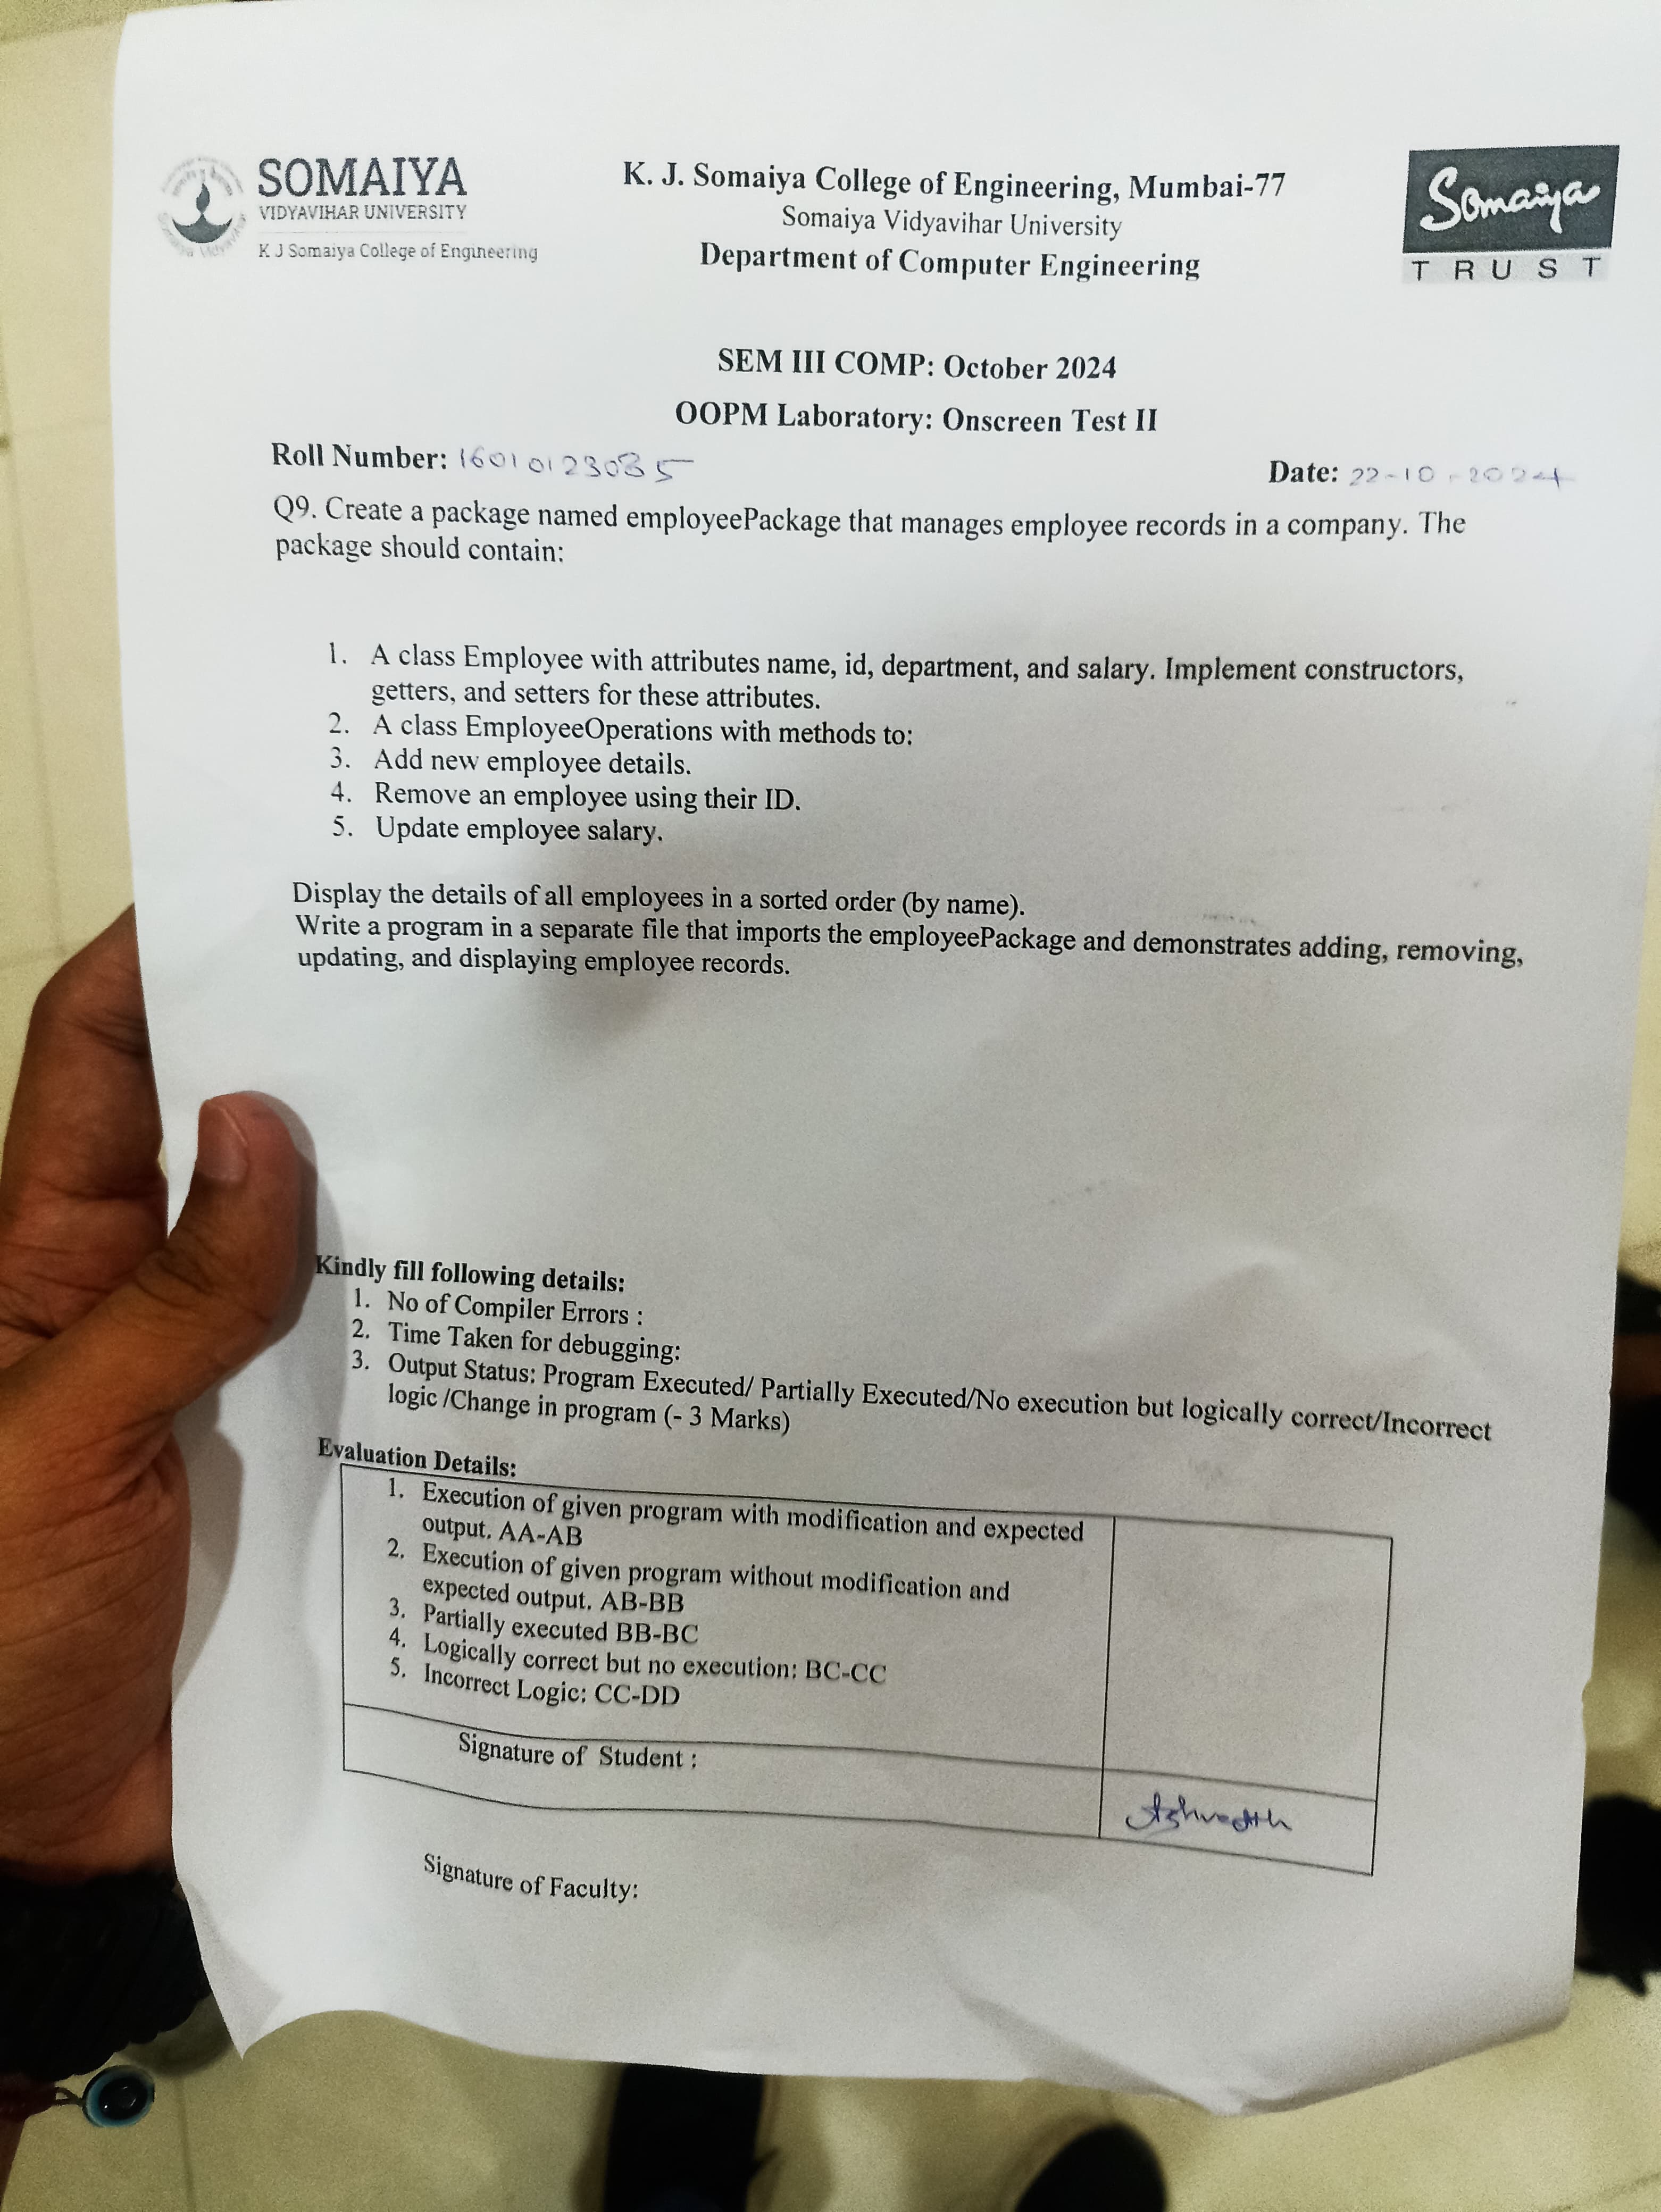 SOMAIYA
VIDYAVIHAR UNIVERSITY
K J Somaiya College of Engineering
K. J. Somaiya College of Engineering, Mumbai-77
Somaiya Vidyavihar University
Department of Computer Engineering
Somaiya
TRUST
SEM III COMP: October 2024
OOPM Laboratory: Onscreen Test II
Roll Number: 16010123035
Date: 22-10-2024
Q9. Create a package named employeePackage that manages employee records in a company. The
package should contain:
1. A class Employee with attributes name, id, department, and salary. Implement constructors,
getters, and setters for these attributes.
2. A class EmployeeOperations with methods to:
3. Add new employee details.
4. Remove an employee using their ID.
5. Update employee salary.
Display the details of all employees in a sorted order (by name).
Write a program in a separate file that imports the employeePackage and demonstrates adding, removing,
updating, and displaying employee records.
Kindly fill following details:
1. No of Compiler Errors :
2. Time Taken for debugging:
3. Output Status: Program Executed/ Partially Executed/No execution but logically correct/Incorrect
logic /Change in program (- 3 Marks)
Evaluation Details:
1. Execution of given program with modification and expected
output. AA-AB
2. Execution of given program without modification and
expected output. AB-BB
3. Partially executed BB-BC
4. Logically correct but no execution: BC-CC
5. Incorrect Logic: CC-DD
Signature of Student :
Signature of Faculty: